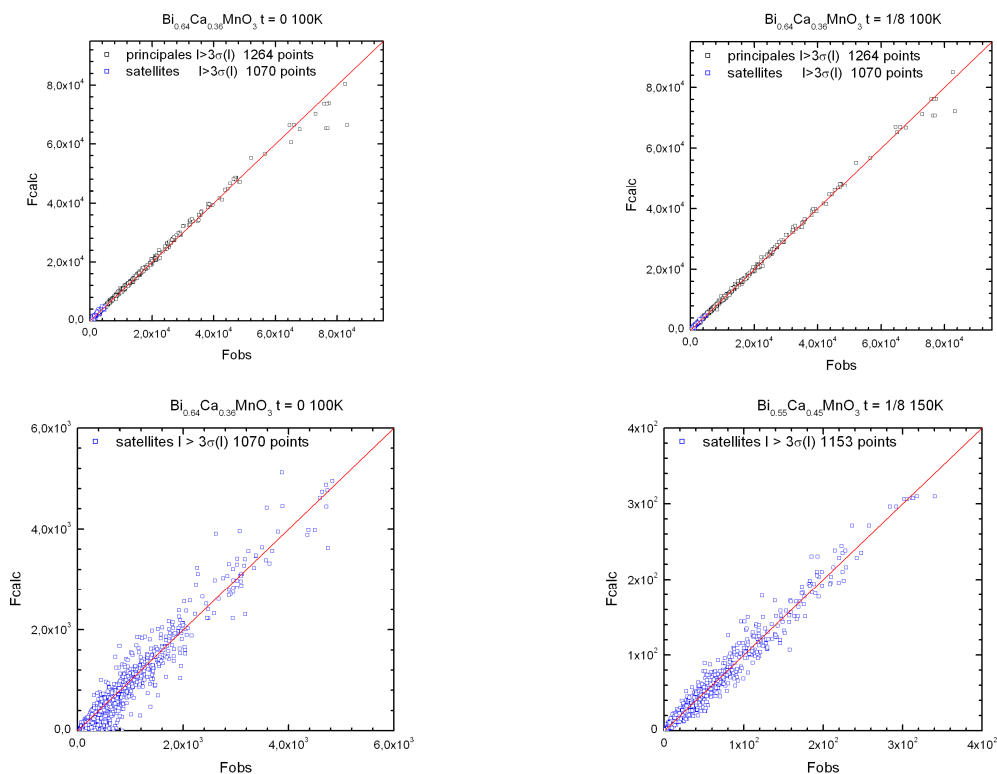 Bi0.64Ca0.36MnO3 t = 0 100K
principales I>3σ(I) 1264 points
satellites I>3σ(I) 1070 points
8,0x10^4
6,0x10^4
4,0x10^4
2,0x10^4
0,0
0,0 2,0x10^4 4,0x10^4 6,0x10^4 8,0x10^4
Fcalc
Fobs
Bi0.64Ca0.36MnO3 t = 1/8 100K
principales I>3σ(I) 1264 points
satellites I>3σ(I) 1070 points
8,0x10^4
6,0x10^4
4,0x10^4
2,0x10^4
0,0
0,0 2,0x10^4 4,0x10^4 6,0x10^4 8,0x10^4
Fcalc
Fobs
Bi0.64Ca0.36MnO3 t = 0 100K
satellites I > 3σ(I) 1070 points
6,0x10^3
4,0x10^3
2,0x10^3
0,0
0,0 2,0x10^3 4,0x10^3 6,0x10^3
Fcalc
Fobs
Bi0.55Ca0.45MnO3 t = 1/8 150K
satellites I > 3σ(I) 1153 points
4x10^2
3x10^2
2x10^2
1x10^2
0
0 1x10^2 2x10^2 3x10^2 4x10^2
Fcalc
Fobs